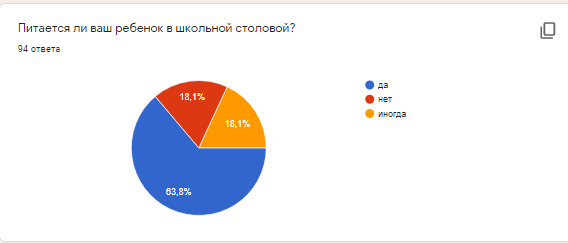 Питается ли ваш ребенок в школьной столовой?
94 ответа
18,1%
18,1%
63,8%
да
нет
иногда